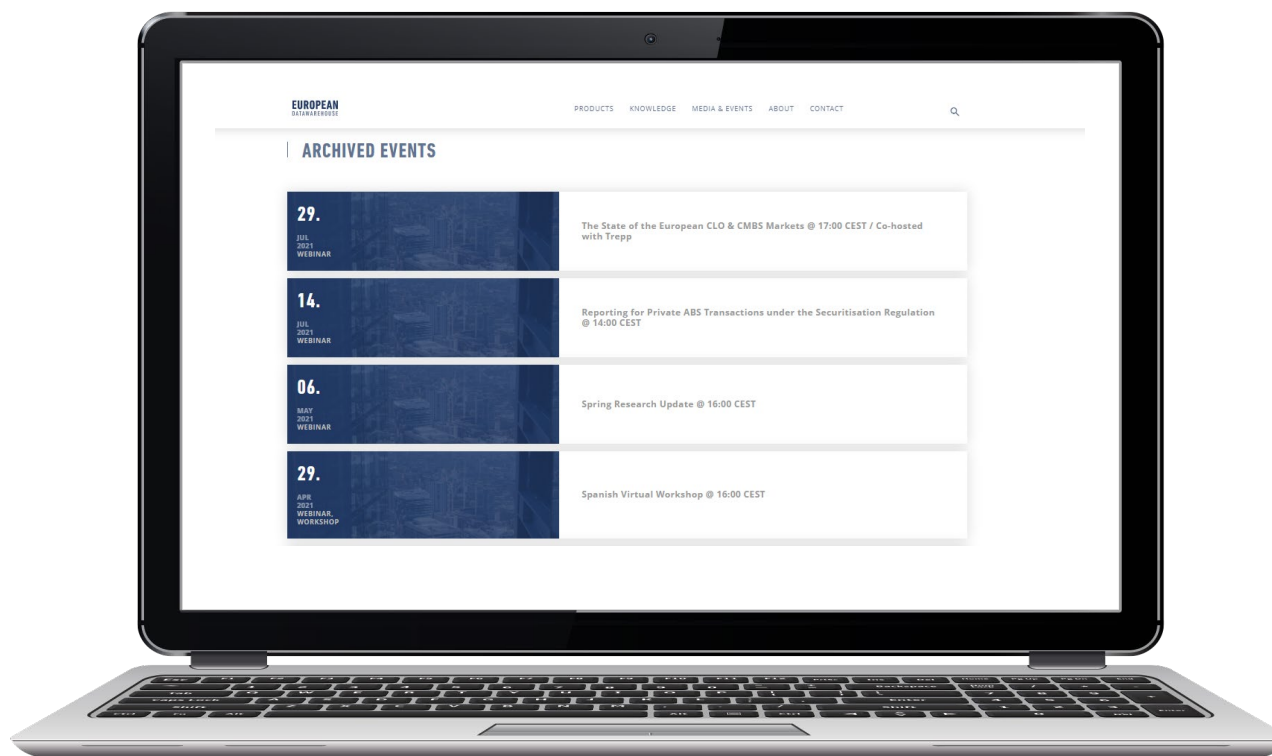 EUROPEAN
DATAWAREHOUSE
PRODUCTS KNOWLEDGE MEDIA & EVENTS ABOUT CONTACT
ARCHIVED EVENTS
29.
JUL
2021
WEBINAR
The State of the European CLO & CMBS Markets @ 17:00 CEST / Co-hosted
with Trepp
14.
JUL
2021
WEBINAR
Reporting for Private ABS Transactions under the Securitisation Regulation
@ 14:00 CEST
06.
MAY
2021
WEBINAR
Spring Research Update @ 16:00 CEST
29.
APR
2021
WEBINAR,
WORKSHOP
Spanish Virtual Workshop @ 16:00 CEST